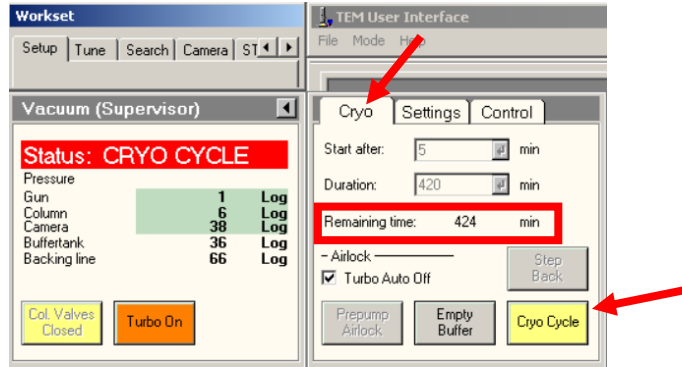 Workset
Setup Tune Search Camera ST
TEM User Interface
File Mode Help
Vacuum (Supervisor)
Status: CRYO CYCLE
Pressure
Gun 1 Log
Column 6 Log
Camera 38 Log
Buffertank 36 Log
Backing line 66 Log
Col. Valves
Closed
Turbo On
Cryo Settings Control
Start after: 5 min
Duration: 420 min
Remaining time: 424 min
Airlock
Turbo Auto Off
Step
Back
Prepump
Airlock
Empty
Buffer
Cryo Cycle